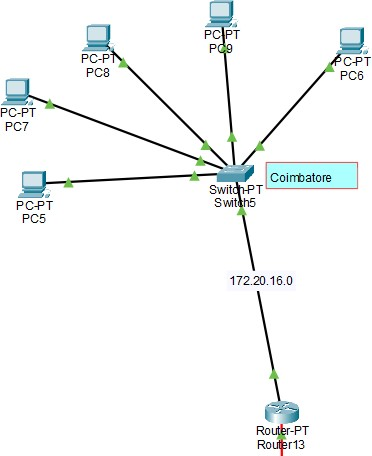 PC-PT
PC9
PC-PT
PC8
PC-PT
PC6
PC-PT
PC7
PC-PT
PC5
Switch-PT
Switch5
Coimbatore
172.20.16.0
Router-PT
Router13